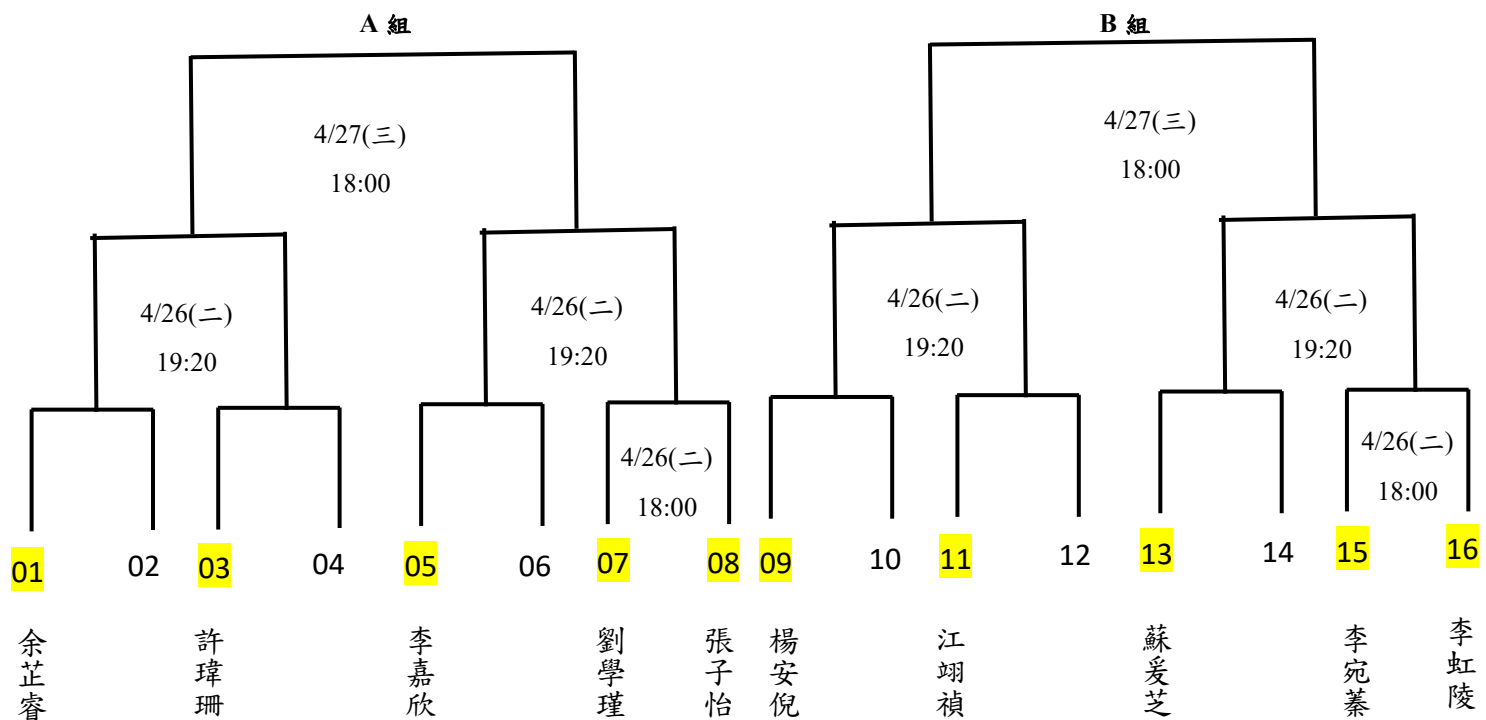 A 組
B 組
4/27(三)
18:00
4/27(三)
18:00
4/26(二)
19:20
4/26(二)
19:20
4/26(二)
19:20
4/26(二)
19:20
4/26(二)
18:00
4/26(二)
18:00
01 02 03 04 05 06 07 08 09 10 11 12 13 14 15 16
余芷睿
許瑋珊
李嘉欣
劉學瑾
張子怡
楊安倪
江翊禎
蘇爰芝
李宛蓁
李虹陵